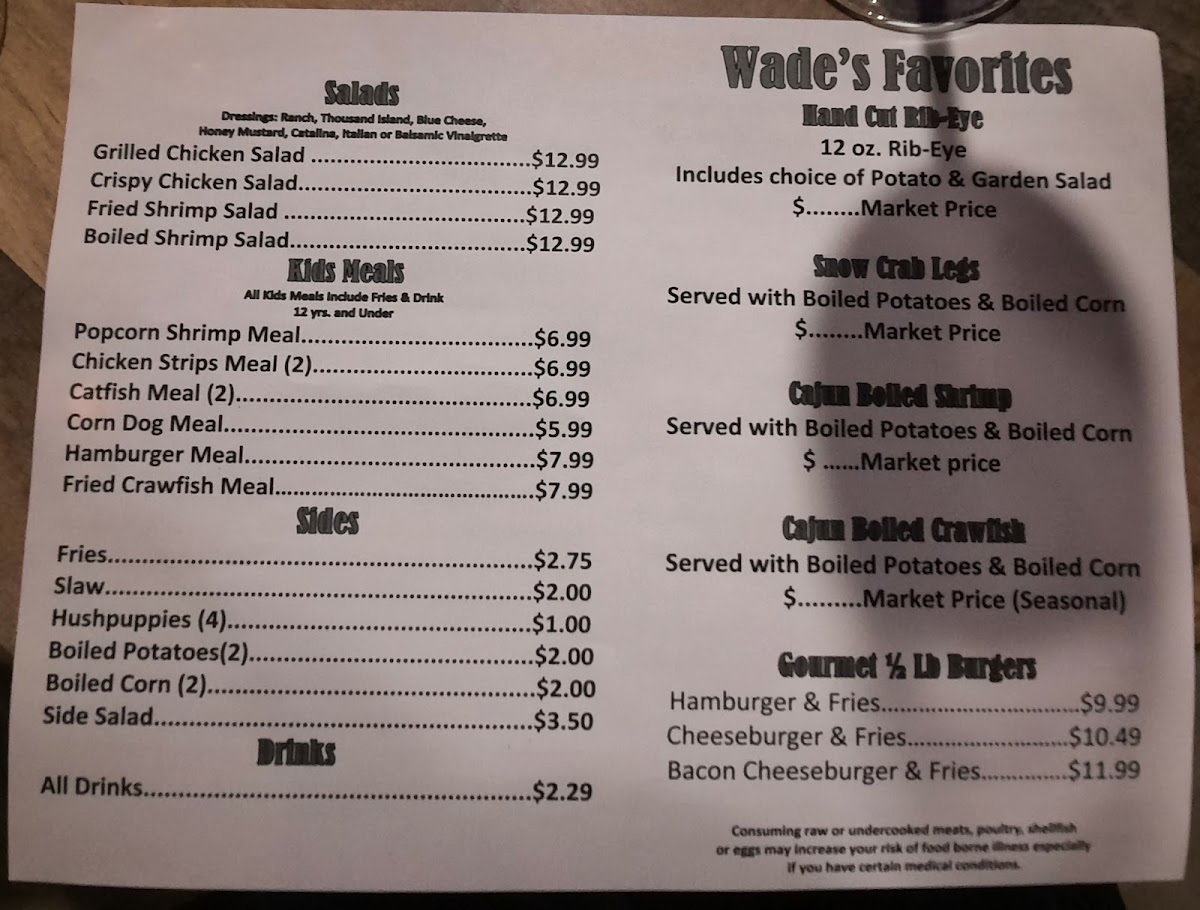 Salads
Dressings: Ranch, Thousand Island, Blue Cheese,
Honey Mustard, Catalina, Italian or Balsamic Vinaigrette
Grilled Chicken Salad ................................$12.99
Crispy Chicken Salad..................................$12.99
Fried Shrimp Salad ...................................$12.99
Boiled Shrimp Salad..................................$12.99
Kids Meals
All Kids Meals Include Fries & Drink
12 yrs. and Under
Popcorn Shrimp Meal..................................$6.99
Chicken Strips Meal (2)................................$6.99
Catfish Meal (2)...........................................$6.99
Corn Dog Meal.............................................$5.99
Hamburger Meal..........................................$7.99
Fried Crawfish Meal......................................$7.99
Sides
Fries..............................................................$2.75
Slaw..............................................................$2.00
Hushpuppies (4)............................................$1.00
Boiled Potatoes(2).........................................$2.00
Boiled Corn (2)...............................................$2.00
Side Salad......................................................$3.50
Drinks
All Drinks........................................................$2.29
Wade's Favorites
Hand Cut Rib-Eye
12 oz. Rib-Eye
Includes choice of Potato & Garden Salad
$........Market Price
Snow Crab Legs
Served with Boiled Potatoes & Boiled Corn
$........Market Price
Cajun Boiled Shrimp
Served with Boiled Potatoes & Boiled Corn
$ ......Market price
Cajun Boiled Crawfish
Served with Boiled Potatoes & Boiled Corn
$.........Market Price (Seasonal)
Gourmet ½ Lb Burgers
Hamburger & Fries.............................$9.99
Cheeseburger & Fries.......................$10.49
Bacon Cheeseburger & Fries.............$11.99
Consuming raw or undercooked meats, poultry, shellfish
or eggs may increase your risk of food borne illness especially
if you have certain medical conditions.